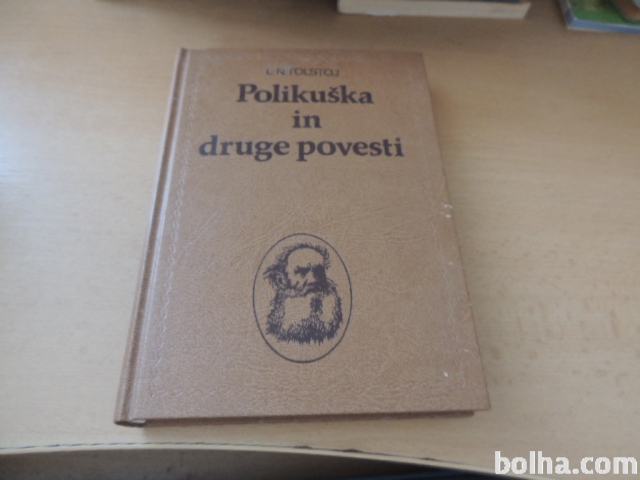 L. N. TOLSTOJ
Polikuška
in
druge povesti
bolha.com